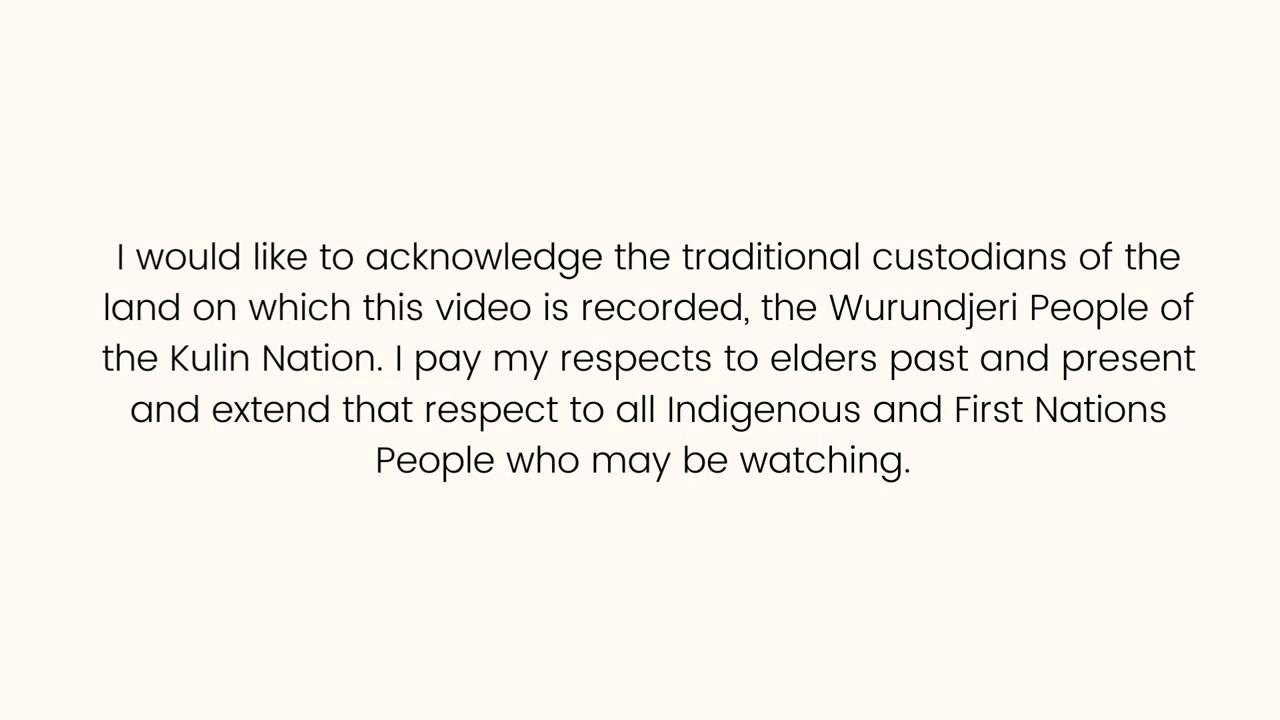 I would like to acknowledge the traditional custodians of the
land on which this video is recorded, the Wurundjeri People of
the Kulin Nation. I pay my respects to elders past and present
and extend that respect to all Indigenous and First Nations
People who may be watching.